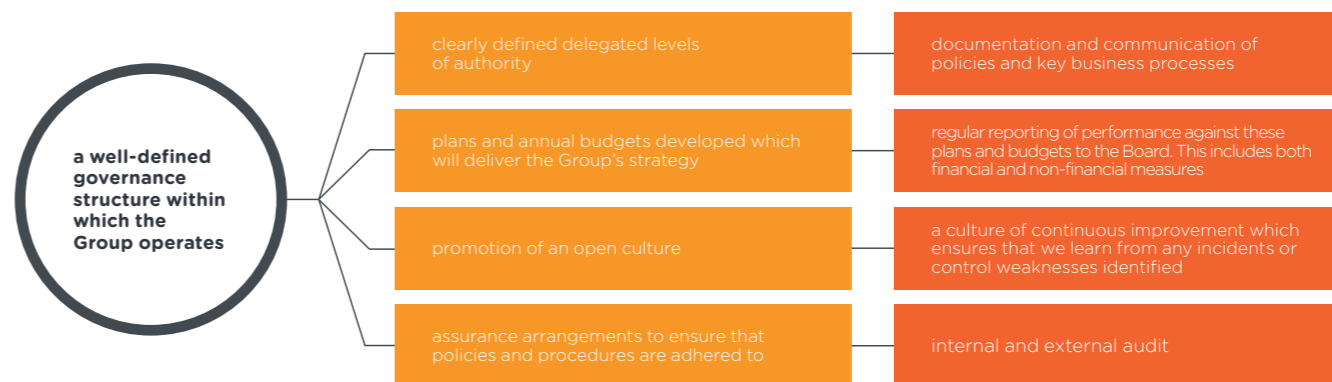 a well-defined
governance
structure within
which the
Group operates
clearly defined delegated levels
of authority
documentation and communication of
policies and key business processes
plans and annual budgets developed which
will deliver the Group's strategy
regular reporting of performance against these
plans and budgets to the Board. This includes both
financial and non-financial measures
promotion of an open culture
a culture of continuous improvement which
ensures that we learn from any incidents or
control weaknesses identified
assurance arrangements to ensure that
policies and procedures are adhered to
internal and external audit